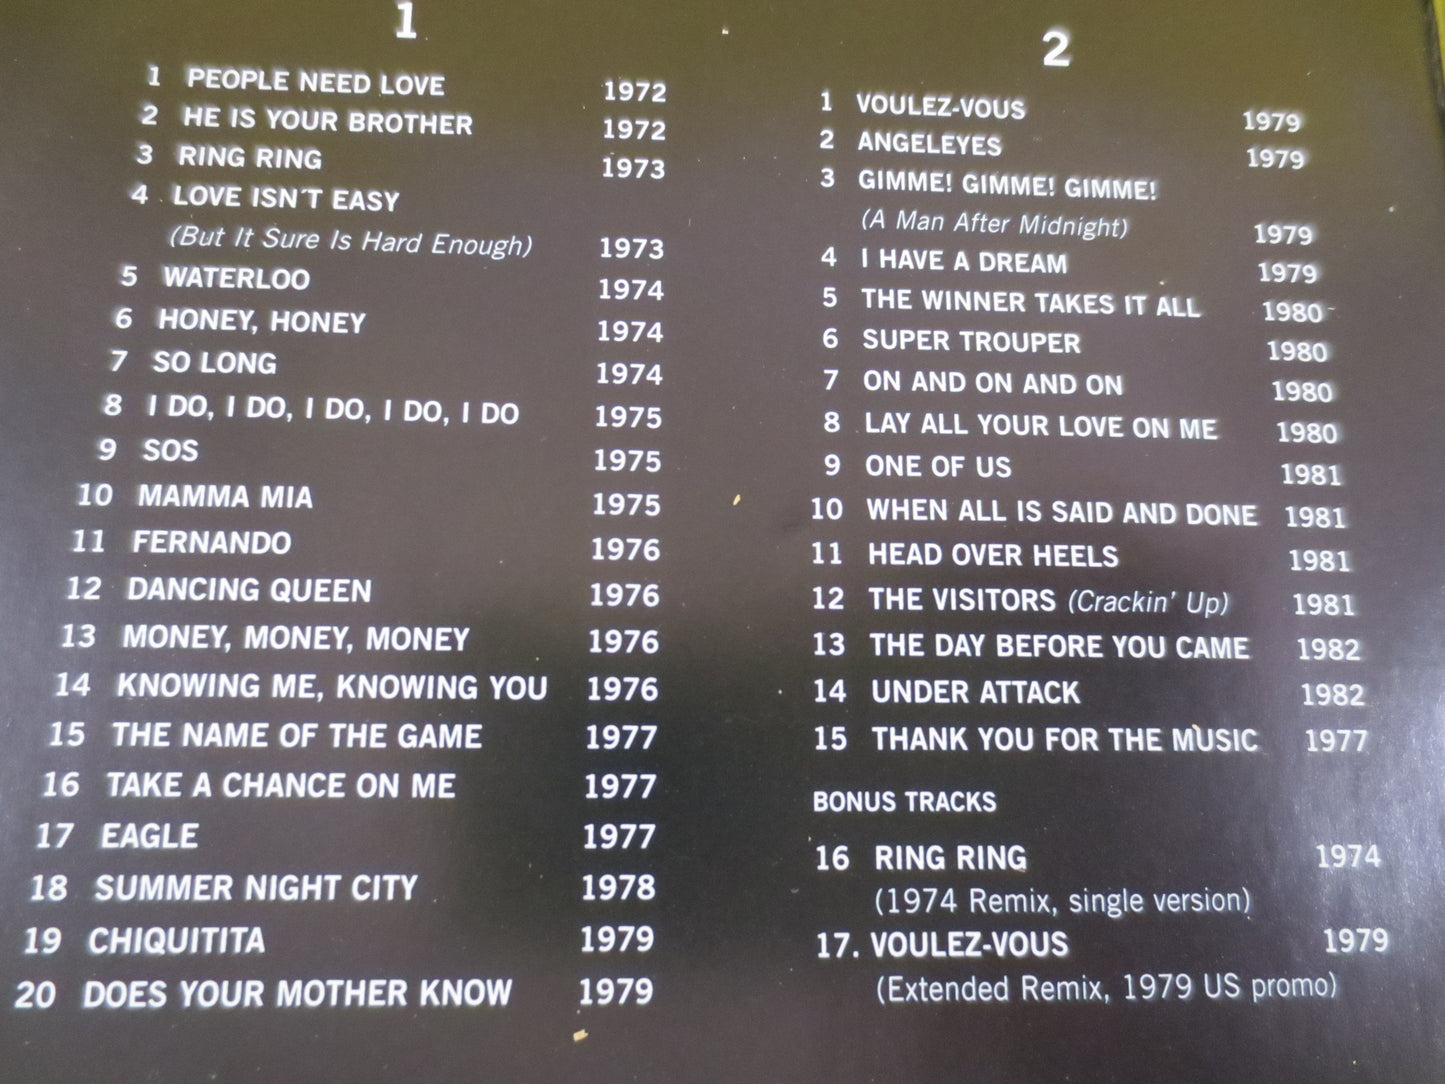 1
1 PEOPLE NEED LOVE 1972
2 HE IS YOUR BROTHER 1972
3 RING RING 1973
4 LOVE ISN'T EASY
(But It Sure Is Hard Enough) 1973
5 WATERLOO 1974
6 HONEY, HONEY 1974
7 SO LONG 1974
8 I DO, I DO, I DO, I DO, I DO 1975
9 SOS 1975
10 MAMMA MIA 1975
11 FERNANDO 1976
12 DANCING QUEEN 1976
13 MONEY, MONEY, MONEY 1976
14 KNOWING ME, KNOWING YOU 1976
15 THE NAME OF THE GAME 1977
16 TAKE A CHANCE ON ME 1977
17 EAGLE 1977
18 SUMMER NIGHT CITY 1978
19 CHIQUITITA 1979
20 DOES YOUR MOTHER KNOW 1979
2
1 VOULEZ-VOUS 1979
2 ANGELEYES 1979
3 GIMME! GIMME! GIMME!
(A Man After Midnight) 1979
4 I HAVE A DREAM 1979
5 THE WINNER TAKES IT ALL 1980
6 SUPER TROUPER 1980
7 ON AND ON AND ON 1980
8 LAY ALL YOUR LOVE ON ME 1980
9 ONE OF US 1981
10 WHEN ALL IS SAID AND DONE 1981
11 HEAD OVER HEELS 1981
12 THE VISITORS (Crackin' Up) 1981
13 THE DAY BEFORE YOU CAME 1982
14 UNDER ATTACK 1982
15 THANK YOU FOR THE MUSIC 1977
BONUS TRACKS
16 RING RING 1974
(1974 Remix, single version)
17. VOULEZ-VOUS 1979
(Extended Remix, 1979 US promo)